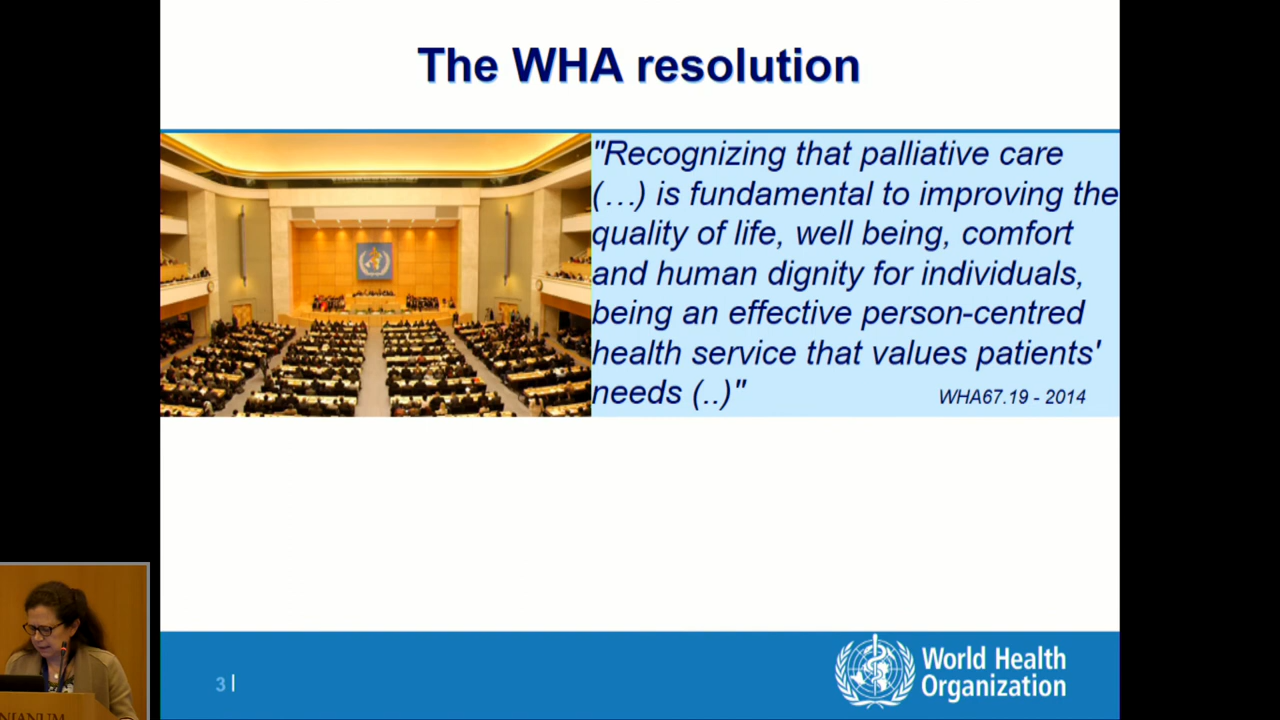 The WHA resolution
"Recognizing that palliative care
(…) is fundamental to improving the
quality of life, well being, comfort
and human dignity for individuals,
being an effective person-centred
health service that values patients'
needs (..)"
WHA67.19 - 2014
3 |
World Health
Organization